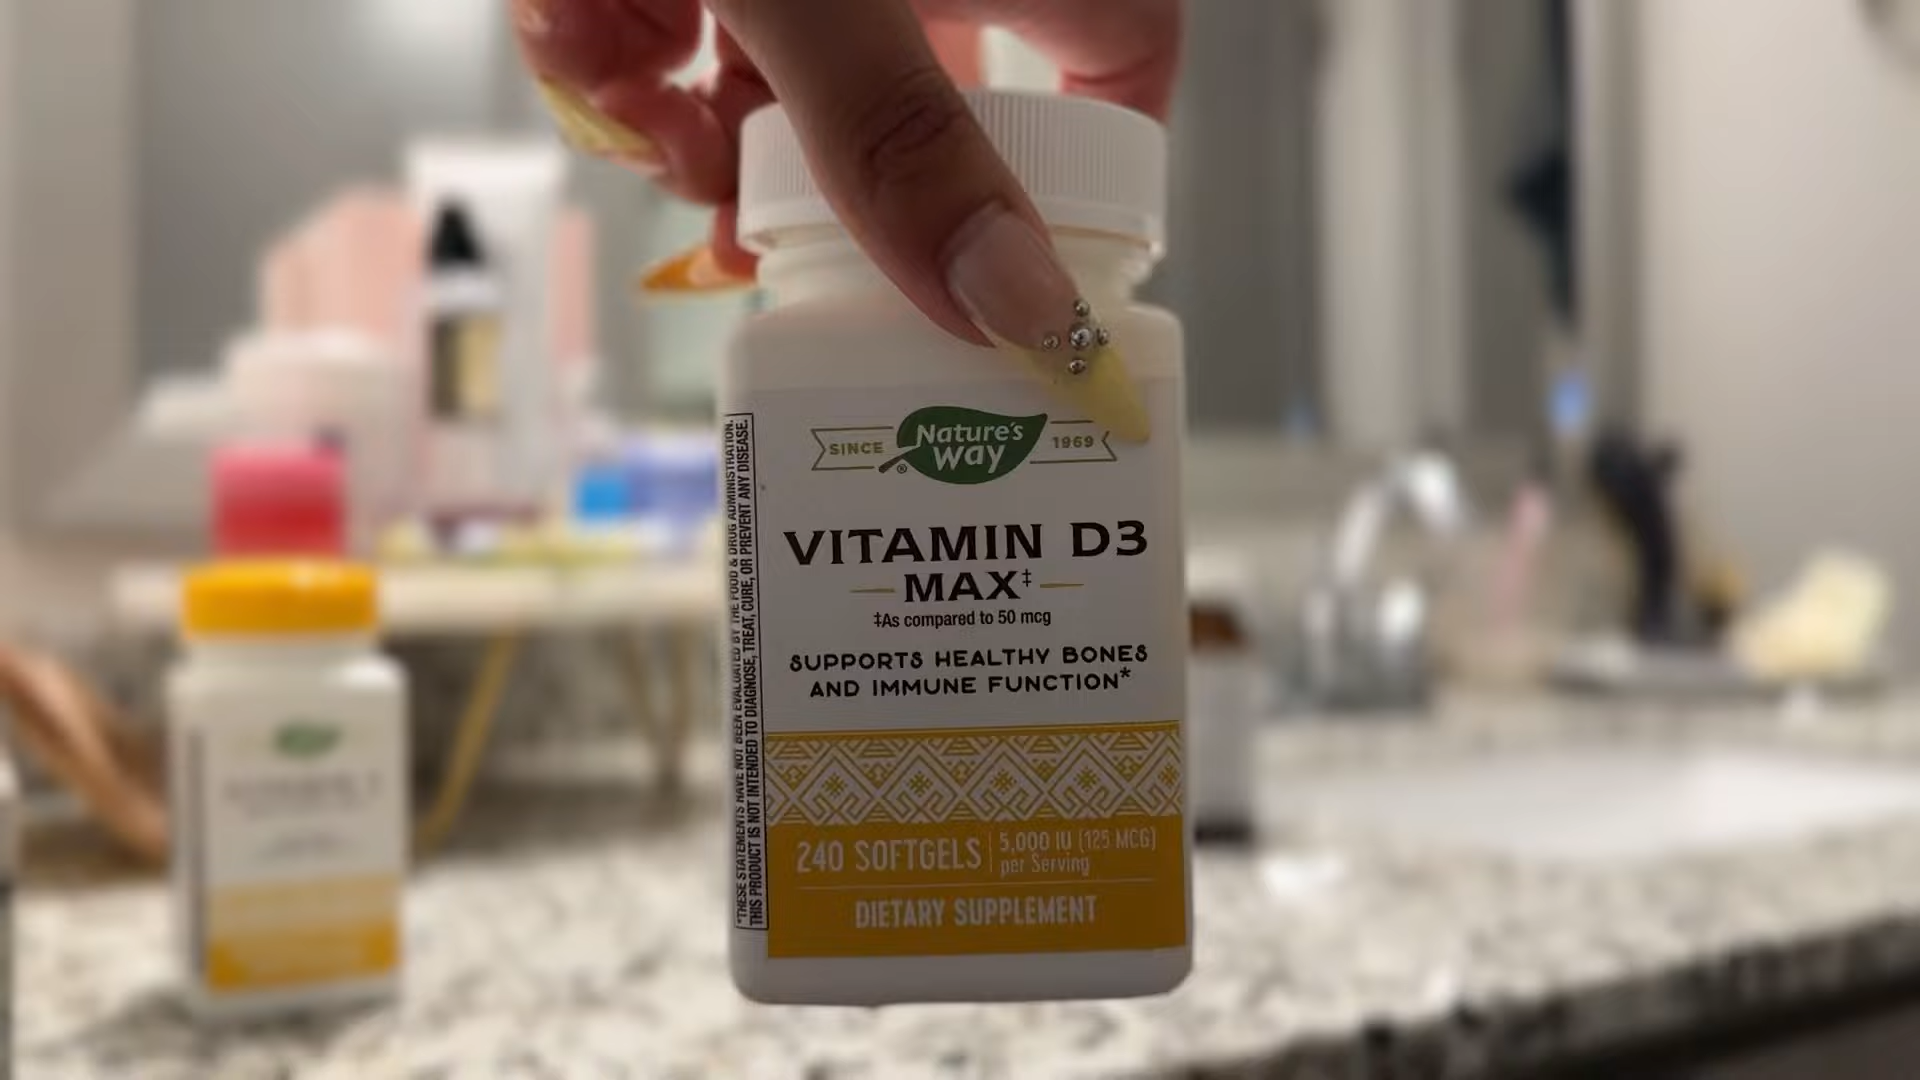 SINCE Nature's Way® 1969
VITAMIN D3
MAX‡
‡As compared to 50 mcg
SUPPORTS HEALTHY BONES
AND IMMUNE FUNCTION*
240 SOFTGELS | 5,000 IU (125 MCG)
per Serving
DIETARY SUPPLEMENT
*THESE STATEMENTS HAVE NOT BEEN EVALUATED BY THE FOOD & DRUG ADMINISTRATION.
THIS PRODUCT IS NOT INTENDED TO DIAGNOSE, TREAT, CURE, OR PREVENT ANY DISEASE.